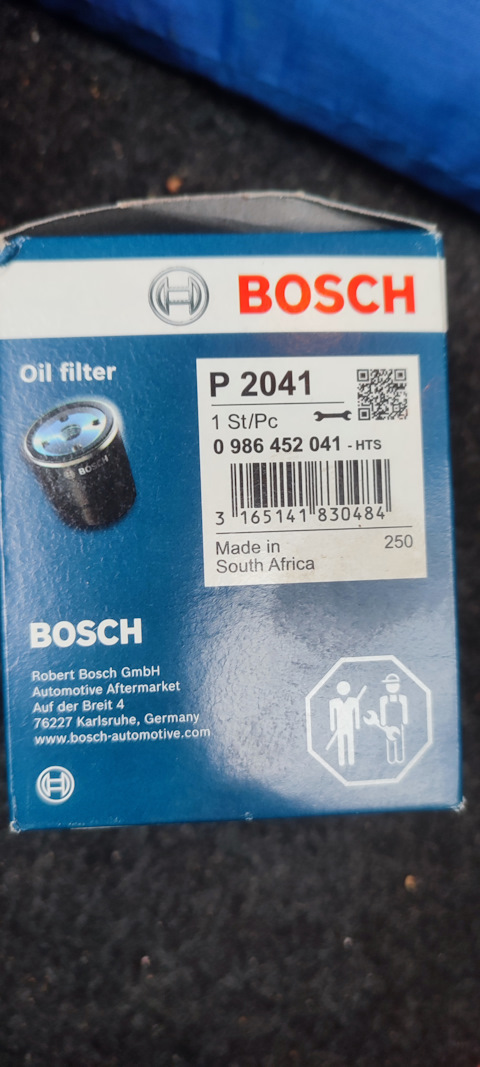 BOSCH
Oil filter
BOSCH
P 2041
1 St/Pc
0 986 452 041 - HTS
3 165141 830484
Made in 250
South Africa
BOSCH
Robert Bosch GmbH
Automotive Aftermarket
Auf der Breit 4
76227 Karlsruhe, Germany
www.bosch-automotive.com